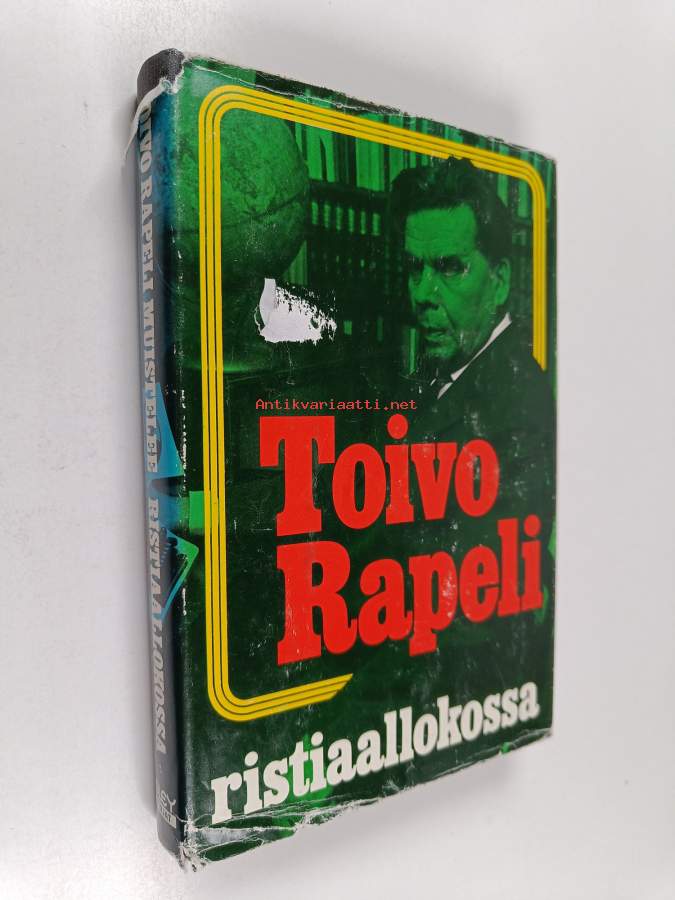 TOIVO RAPELI MUISTELEE RISTIAALLOKOSSA
Antikvariaatti.net
Toivo
Rapeli
ristiaallokossa